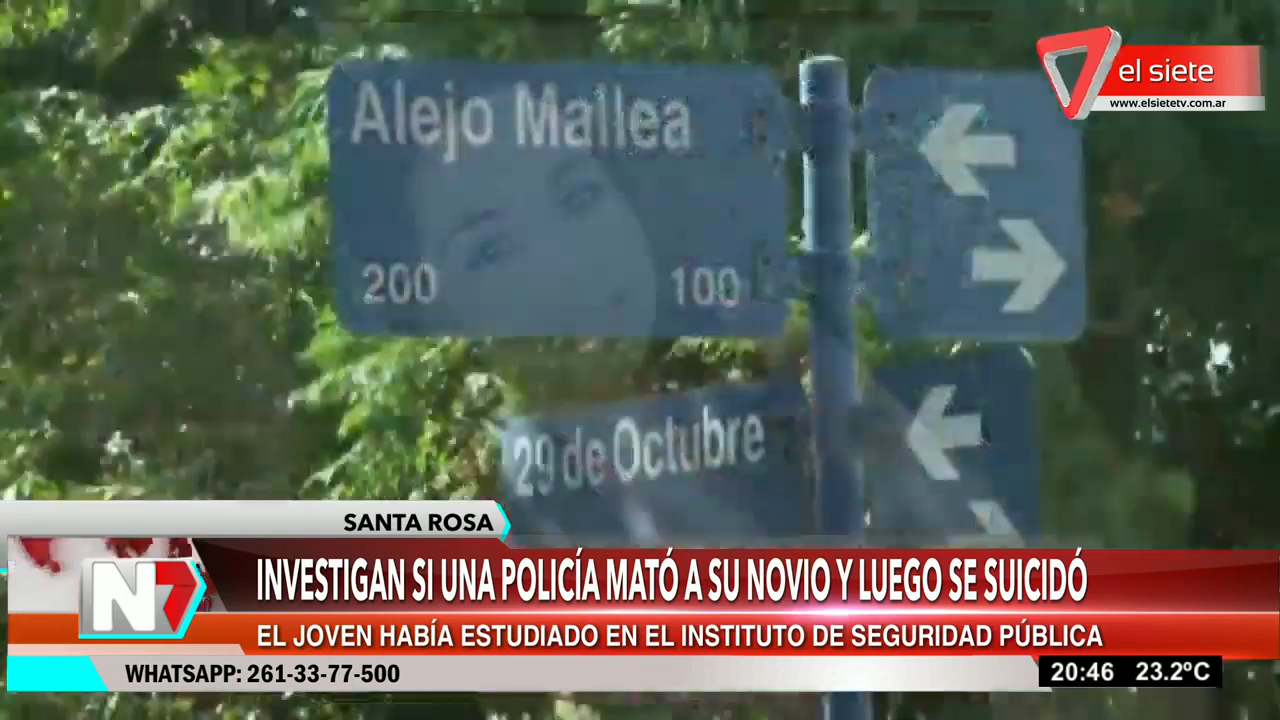 el siete
www.elsietetv.com.ar
Alejo Mallea
200 100
29 de Octubre
SANTA ROSA
N7
INVESTIGAN SI UNA POLICÍA MATÓ A SU NOVIO Y LUEGO SE SUICIDÓ
EL JOVEN HABÍA ESTUDIADO EN EL INSTITUTO DE SEGURIDAD PÚBLICA
WHATSAPP: 261-33-77-500
20:46 23.2ºC